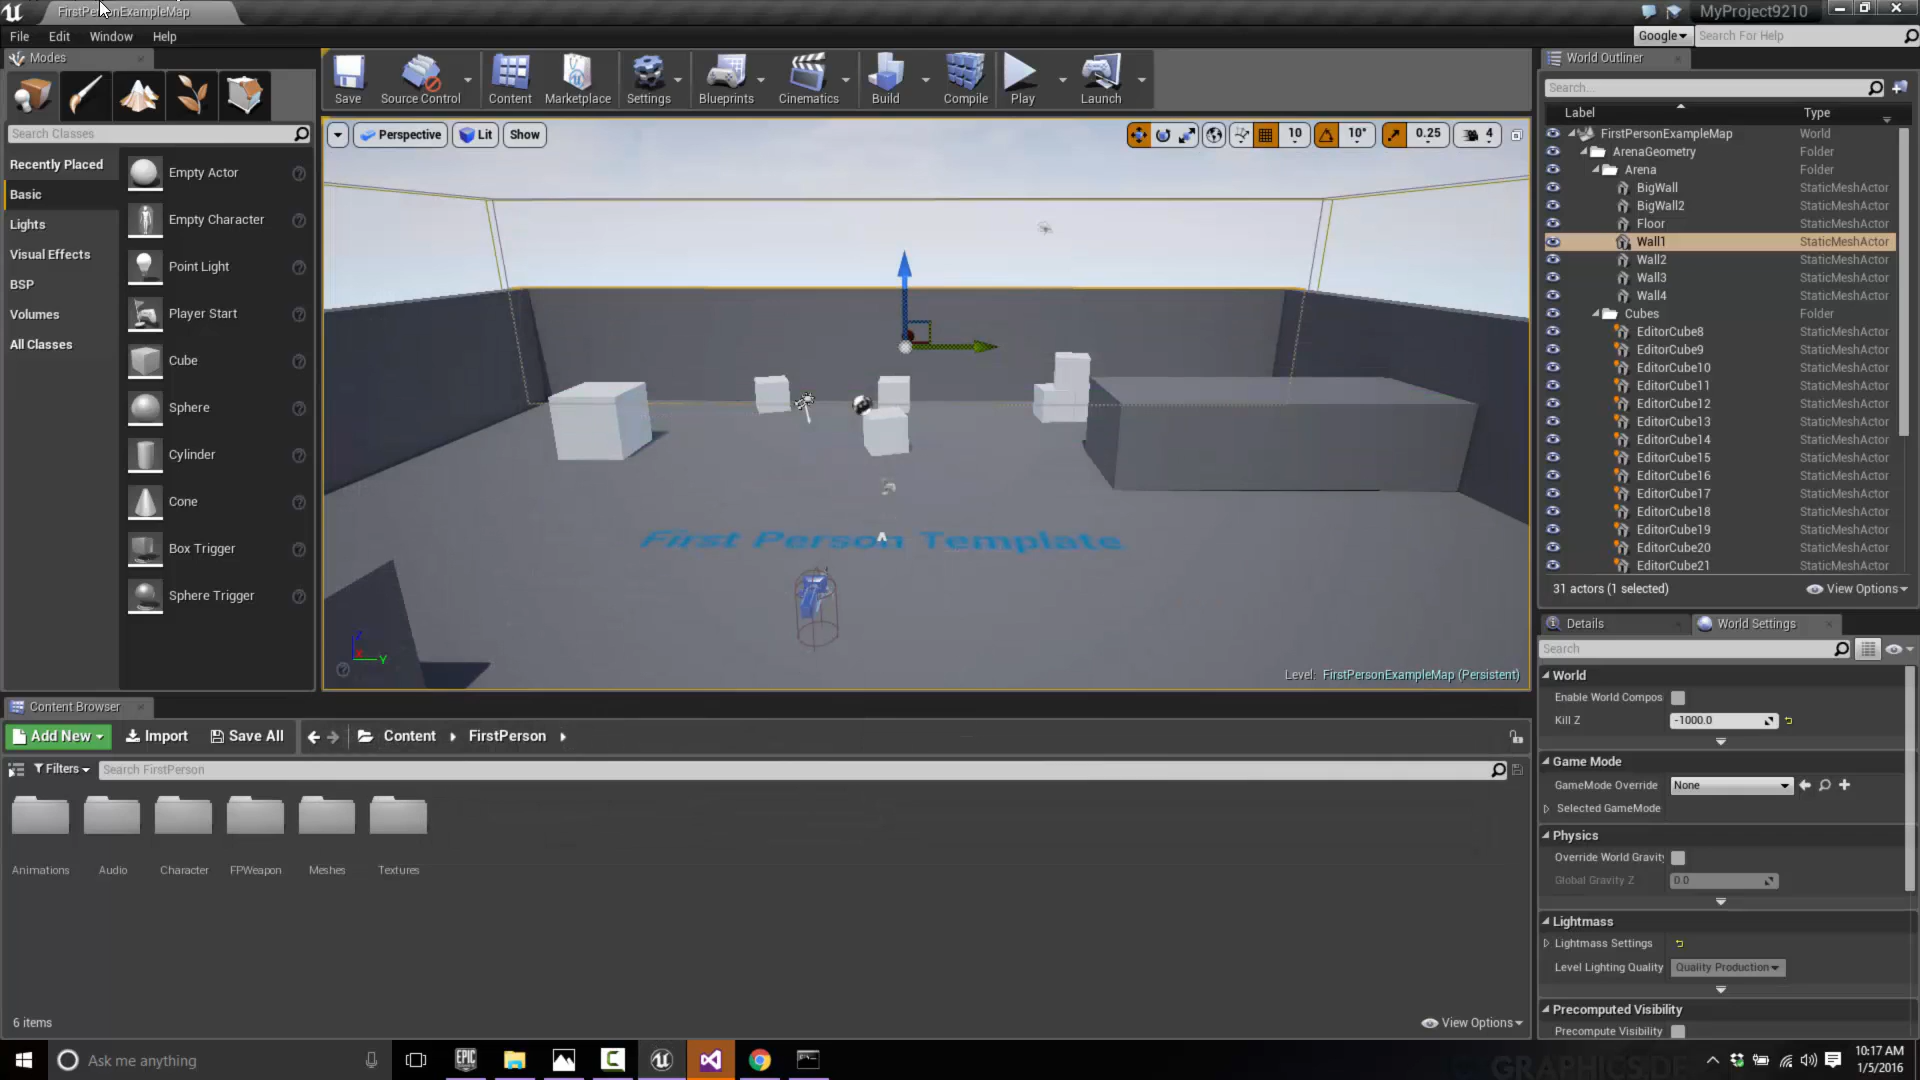 FirstPersonExampleMap
MyProject9210
File Edit Window Help
Google
Search For Help
Modes
Search Classes
Recently Placed
Basic
Lights
Visual Effects
BSP
Volumes
All Classes
Empty Actor
Empty Character
Point Light
Player Start
Cube
Sphere
Cylinder
Cone
Box Trigger
Sphere Trigger
Save
Source Control
Content
Marketplace
Settings
Blueprints
Cinematics
Build
Compile
Play
Launch
Perspective
Lit
Show
10
10°
0.25
4
First Person Template
Z
X
Y
Level: FirstPersonExampleMap (Persistent)
World Outliner
Search...
Label Type
FirstPersonExampleMap World
ArenaGeometry Folder
Arena Folder
BigWall StaticMeshActor
BigWall2 StaticMeshActor
Floor StaticMeshActor
Wall1 StaticMeshActor
Wall2 StaticMeshActor
Wall3 StaticMeshActor
Wall4 StaticMeshActor
Cubes Folder
EditorCube8 StaticMeshActor
EditorCube9 StaticMeshActor
EditorCube10 StaticMeshActor
EditorCube11 StaticMeshActor
EditorCube12 StaticMeshActor
EditorCube13 StaticMeshActor
EditorCube14 StaticMeshActor
EditorCube15 StaticMeshActor
EditorCube16 StaticMeshActor
EditorCube17 StaticMeshActor
EditorCube18 StaticMeshActor
EditorCube19 StaticMeshActor
EditorCube20 StaticMeshActor
EditorCube21 StaticMeshActor
31 actors (1 selected)
View Options
Details
World Settings
Search
World
Enable World Compos
Kill Z -1000.0
Game Mode
GameMode Override None
Selected GameMode
Physics
Override World Gravit
Global Gravity Z 0.0
Lightmass
Lightmass Settings
Level Lighting Quality Quality Production
Precomputed Visibility
Precompute Visibility
Content Browser
Add New
Import
Save All
Content
FirstPerson
Filters
Search FirstPerson
Animations
Audio
Character
FPWeapon
Meshes
Textures
6 items
View Options
Ask me anything
EPIC
GRAPHICS.DE
10:17 AM
1/5/2016